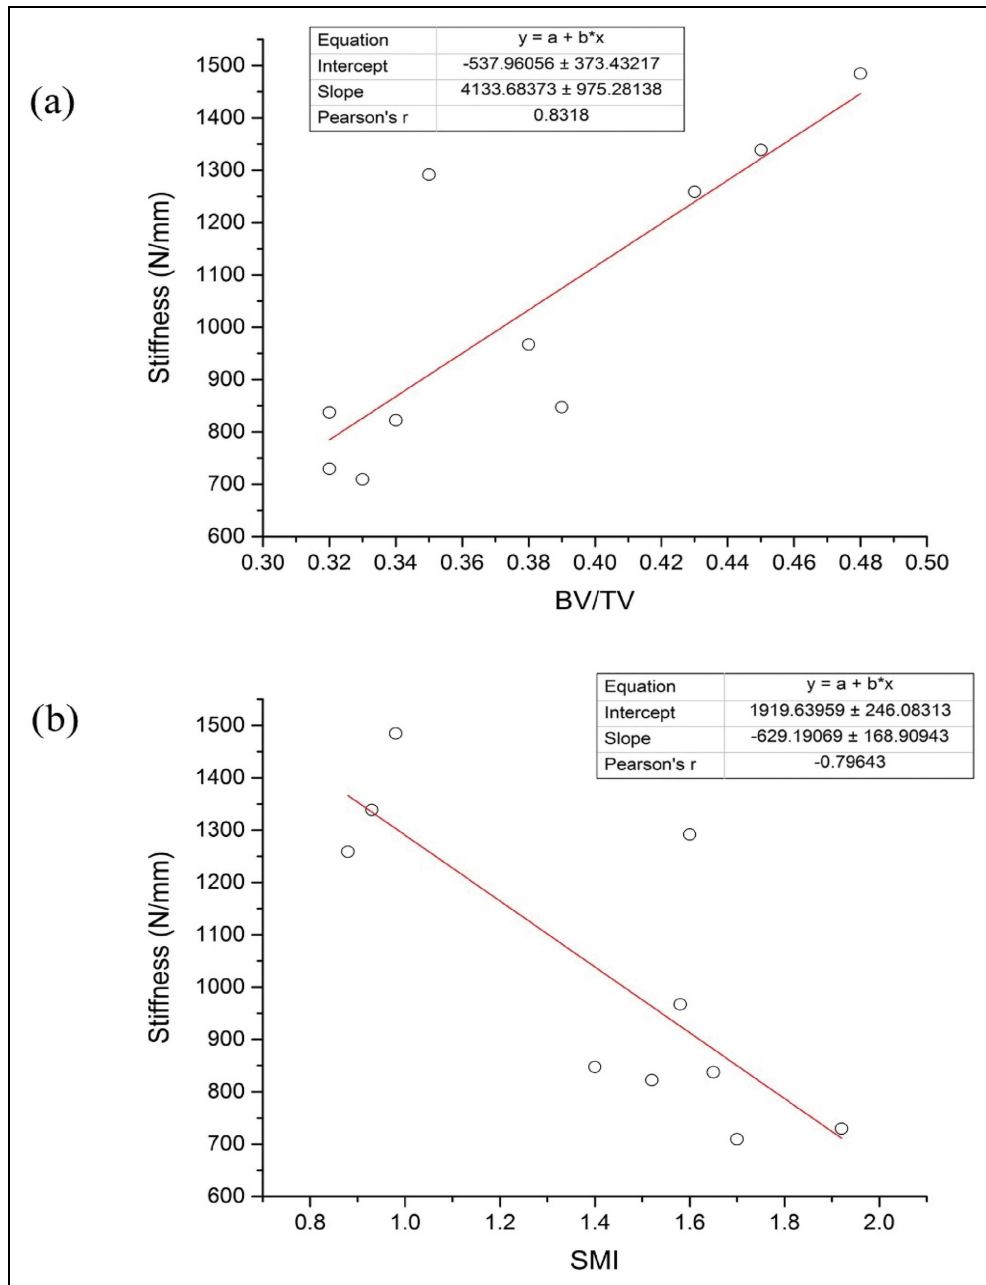 (a)
Equation y = a + b*x
Intercept -537.96056 ± 373.43217
Slope 4133.68373 ± 975.28138
Pearson's r 0.8318
Stiffness (N/mm)
1500
1400
1300
1200
1100
1000
900
800
700
600
0.30 0.32 0.34 0.36 0.38 0.40 0.42 0.44 0.46 0.48 0.50
BV/TV
(b)
Equation y = a + b*x
Intercept 1919.63959 ± 246.08313
Slope -629.19069 ± 168.90943
Pearson's r -0.79643
Stiffness (N/mm)
1500
1400
1300
1200
1100
1000
900
800
700
600
0.8 1.0 1.2 1.4 1.6 1.8 2.0
SMI